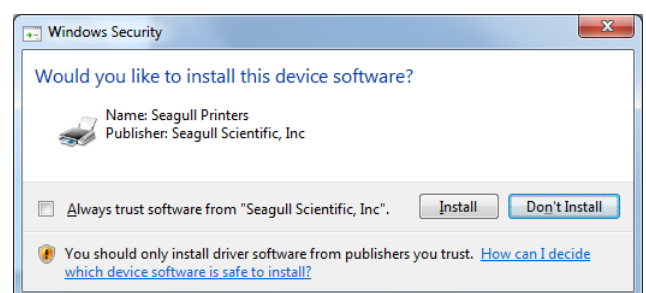 Windows Security
Would you like to install this device software?
Name: Seagull Printers
Publisher: Seagull Scientific, Inc
Always trust software from "Seagull Scientific, Inc".
Install
Don't Install
You should only install driver software from publishers you trust. How can I decide
which device software is safe to install?